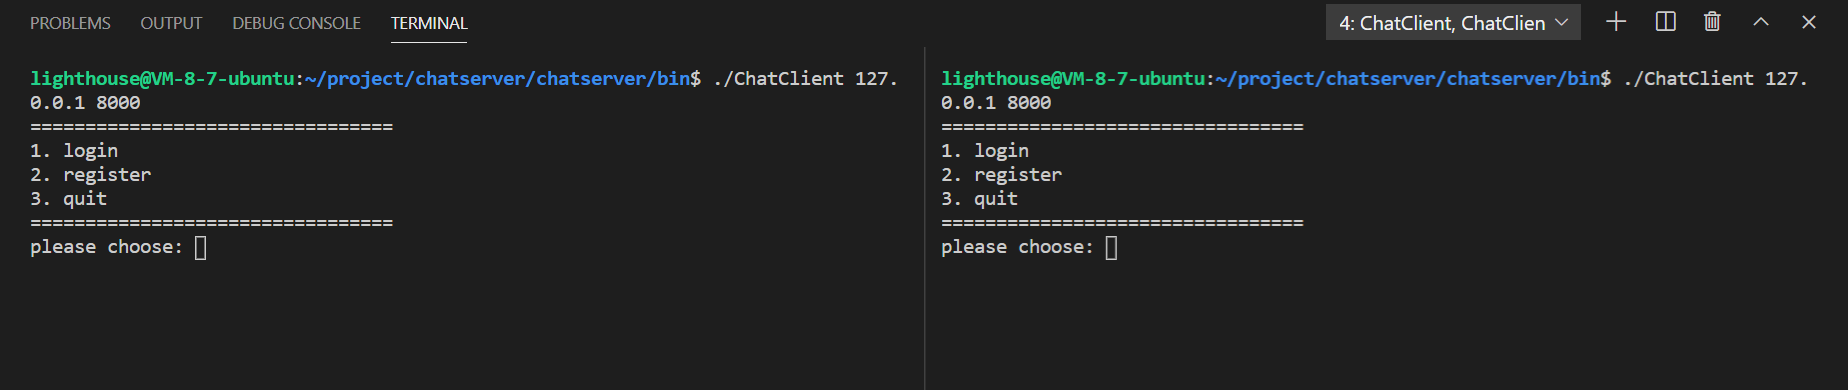 PROBLEMS OUTPUT DEBUG CONSOLE TERMINAL 4: ChatClient, ChatClien
lighthouse@VM-8-7-ubuntu:~/project/chatserver/chatserver/bin$ ./ChatClient 127.
0.0.1 8000
=================================
1. login
2. register
3. quit
=================================
please choose:
lighthouse@VM-8-7-ubuntu:~/project/chatserver/chatserver/bin$ ./ChatClient 127.
0.0.1 8000
=================================
1. login
2. register
3. quit
=================================
please choose: